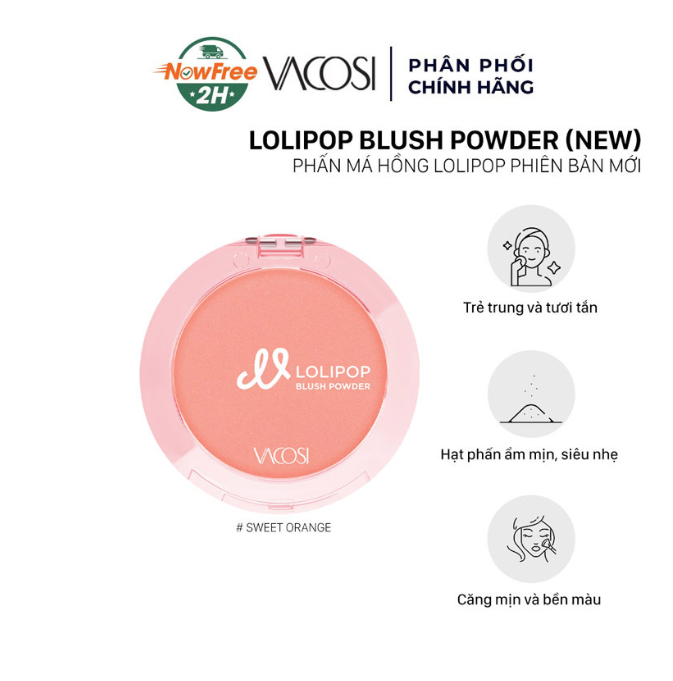 NowFree
2H
VACOSI
PHÂN PHỐI
CHÍNH HÃNG
LOLIPOP BLUSH POWDER (NEW)
PHẤN MÁ HỒNG LOLIPOP PHIÊN BẢN MỚI
Trẻ trung và tươi tắn
LOLIPOP
BLUSH POWDER
VACOSI
Hạt phấn ẩm mịn, siêu nhẹ
# SWEET ORANGE
Căng mịn và bền màu